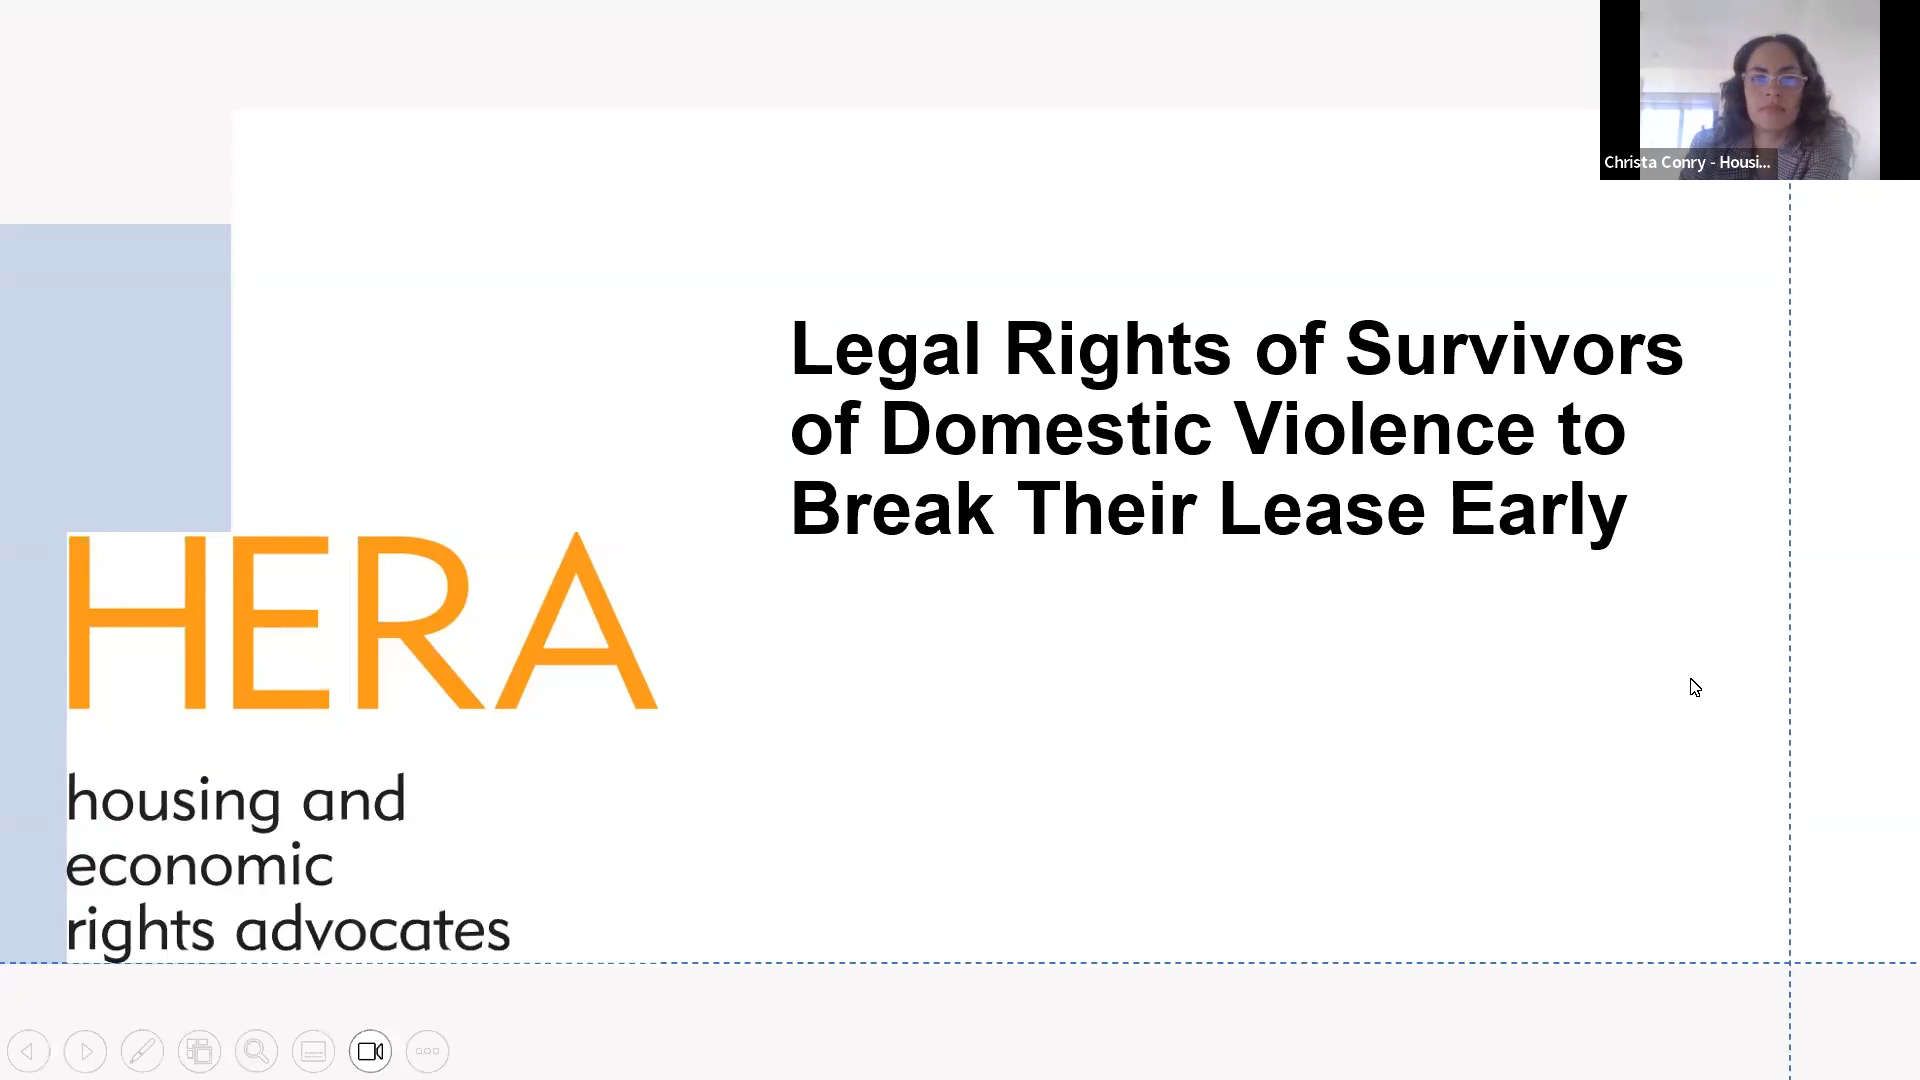 Christa Conry - Housi...
Legal Rights of Survivors
of Domestic Violence to
Break Their Lease Early
HERA
housing and
economic
rights advocates